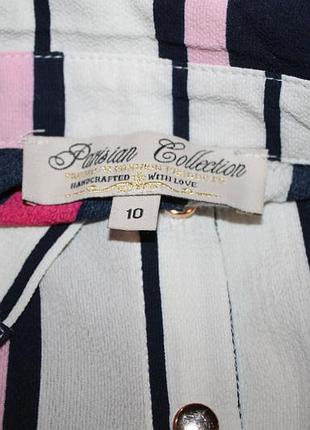 Parisian Collection
HANDCRAFTED WITH LOVE
10